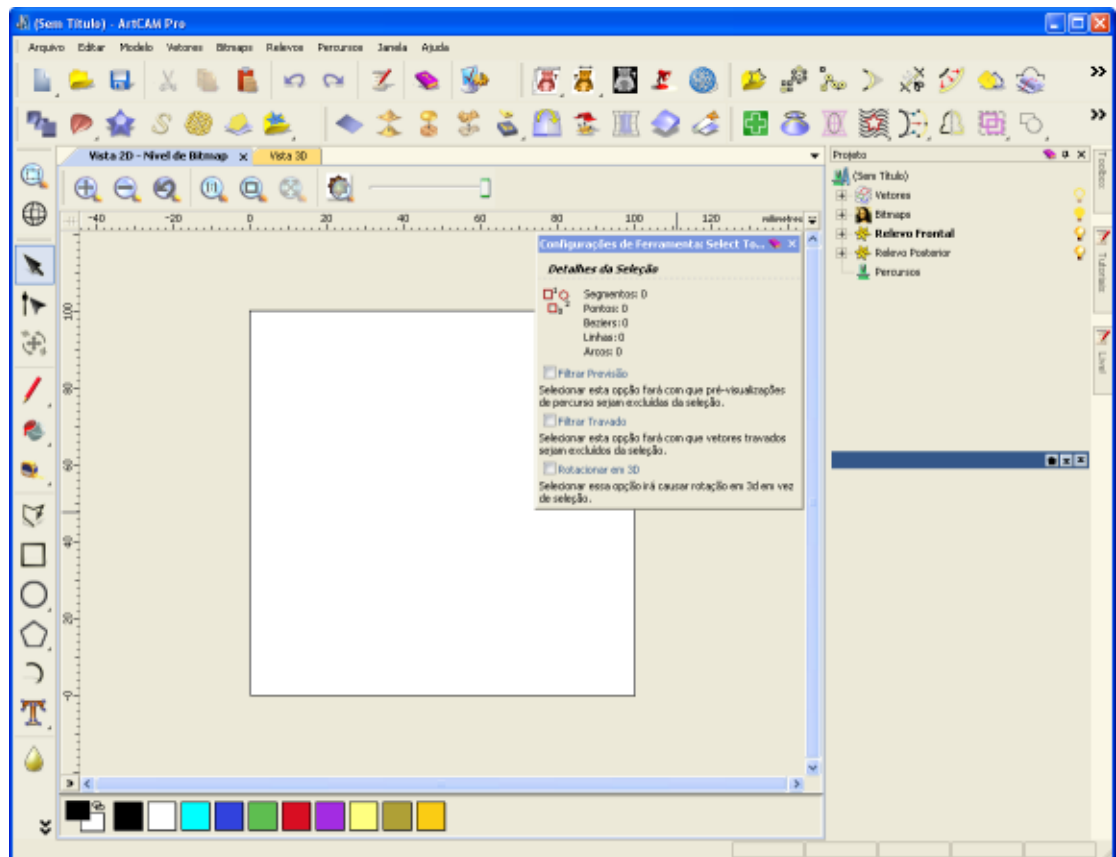 (Sem Título) - ArtCAM Pro
Arquivo Editar Modelo Vetores Bitmaps Relevos Percursos Janela Ajuda
Vista 2D - Nível de Bitmap x Vista 3D
-40 -20 0 20 40 60 80 100 120 milímetros
100
80
60
40
20
0
Configurações de Ferramenta: Select To...
Detalhes da Seleção
Segmentos: 0
Pontos: 0
Beziers: 0
Linhas: 0
Arcos: 0
Filtrar Previsão
Selecionar esta opção fará com que pré-visualizações
de percurso sejam excluídas da seleção.
Filtrar Travado
Selecionar esta opção fará com que vetores travados
sejam excluídos da seleção.
Rotacionar em 3D
Selecionar essa opção irá causar rotação em 3d em vez
de seleção.
Projeto
(Sem Título)
Vetores
Bitmaps
Relevo Frontal
Relevo Posterior
Percursos
Toolbox
Tutoriais
Live!